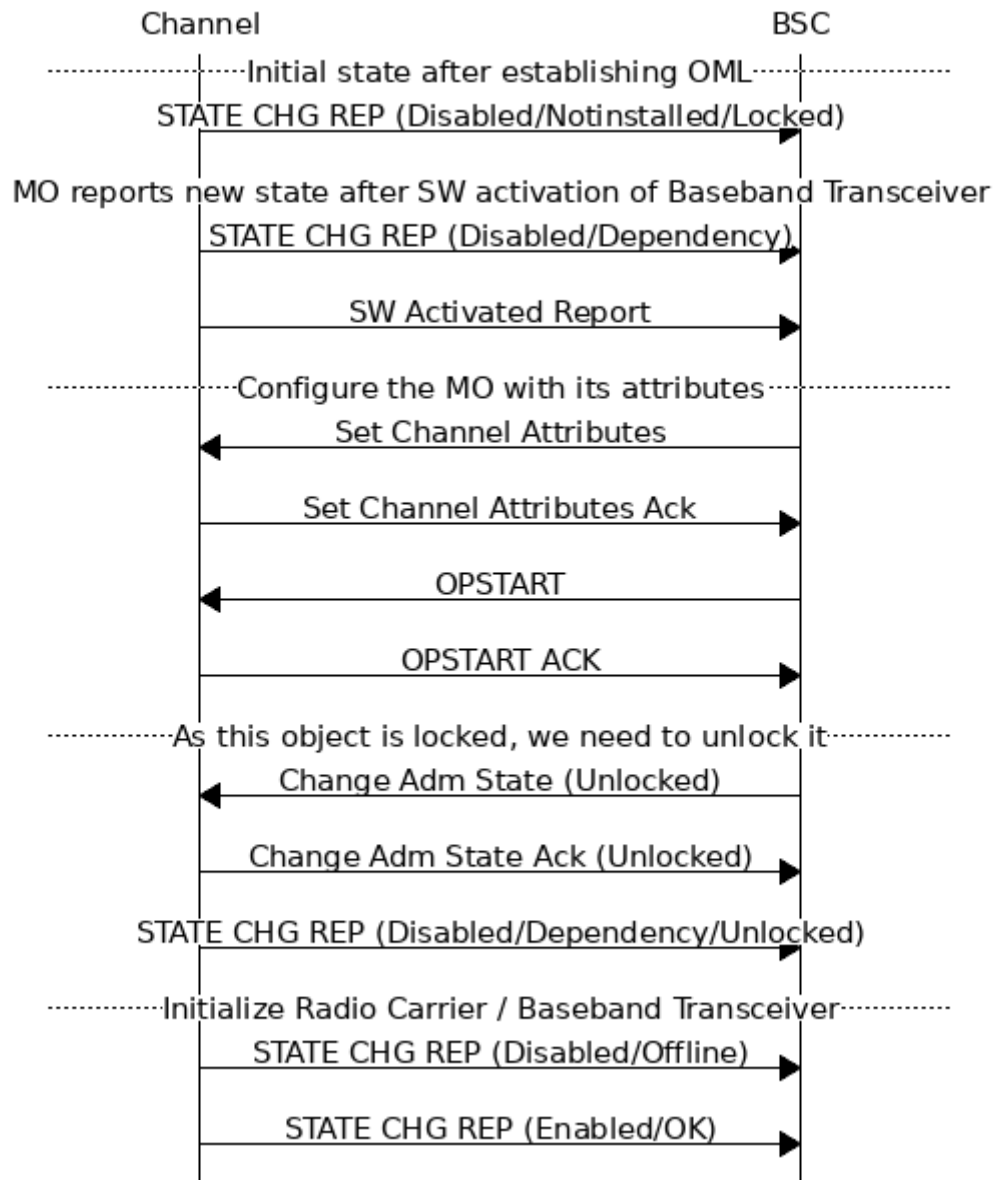 Channel BSC
Initial state after establishing OML
STATE CHG REP (Disabled/Notinstalled/Locked)
MO reports new state after SW activation of Baseband Transceiver
STATE CHG REP (Disabled/Dependency)
SW Activated Report
Configure the MO with its attributes
Set Channel Attributes
Set Channel Attributes Ack
OPSTART
OPSTART ACK
As this object is locked, we need to unlock it
Change Adm State (Unlocked)
Change Adm State Ack (Unlocked)
STATE CHG REP (Disabled/Dependency/Unlocked)
Initialize Radio Carrier / Baseband Transceiver
STATE CHG REP (Disabled/Offline)
STATE CHG REP (Enabled/OK)